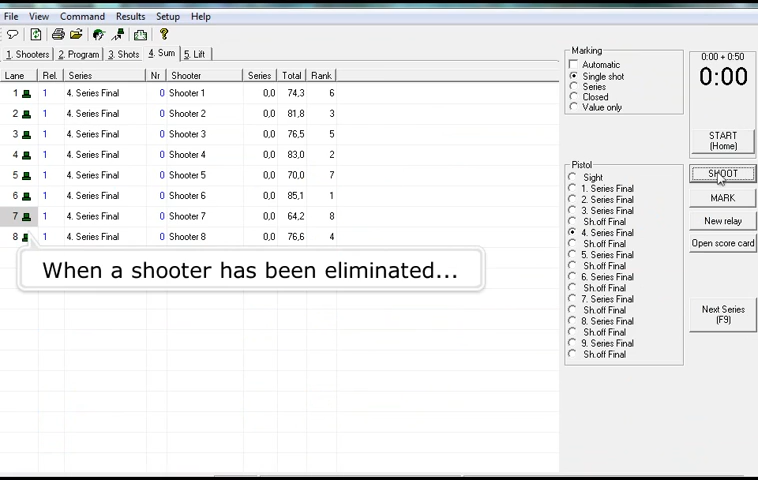 File View Command Results Setup Help
1. Shooters 2. Program 3. Shots 4. Sum 5. Lift
Lane Rel. Series Nr Shooter Series Total Rank
1 1 4. Series Final 0 Shooter 1 0,0 74,3 6
2 1 4. Series Final 0 Shooter 2 0,0 81,8 3
3 1 4. Series Final 0 Shooter 3 0,0 76,5 5
4 1 4. Series Final 0 Shooter 4 0,0 83,0 2
5 1 4. Series Final 0 Shooter 5 0,0 70,0 7
6 1 4. Series Final 0 Shooter 6 0,0 85,1 1
7 1 4. Series Final 0 Shooter 7 0,0 64,2 8
8 1 4. Series Final 0 Shooter 8 0,0 76,6 4
When a shooter has been eliminated...
Marking
Automatic
Single shot
Series
Closed
Value only
Pistol
Sight
1. Series Final
2. Series Final
3. Series Final
Sh.off Final
4. Series Final
Sh.off Final
5. Series Final
Sh.off Final
6. Series Final
Sh.off Final
7. Series Final
Sh.off Final
8. Series Final
Sh.off Final
9. Series Final
Sh.off Final
0:00 + 0:50
0:00
START
(Home)
SHOOT
MARK
New relay
Open score card
Next Series
(F9)